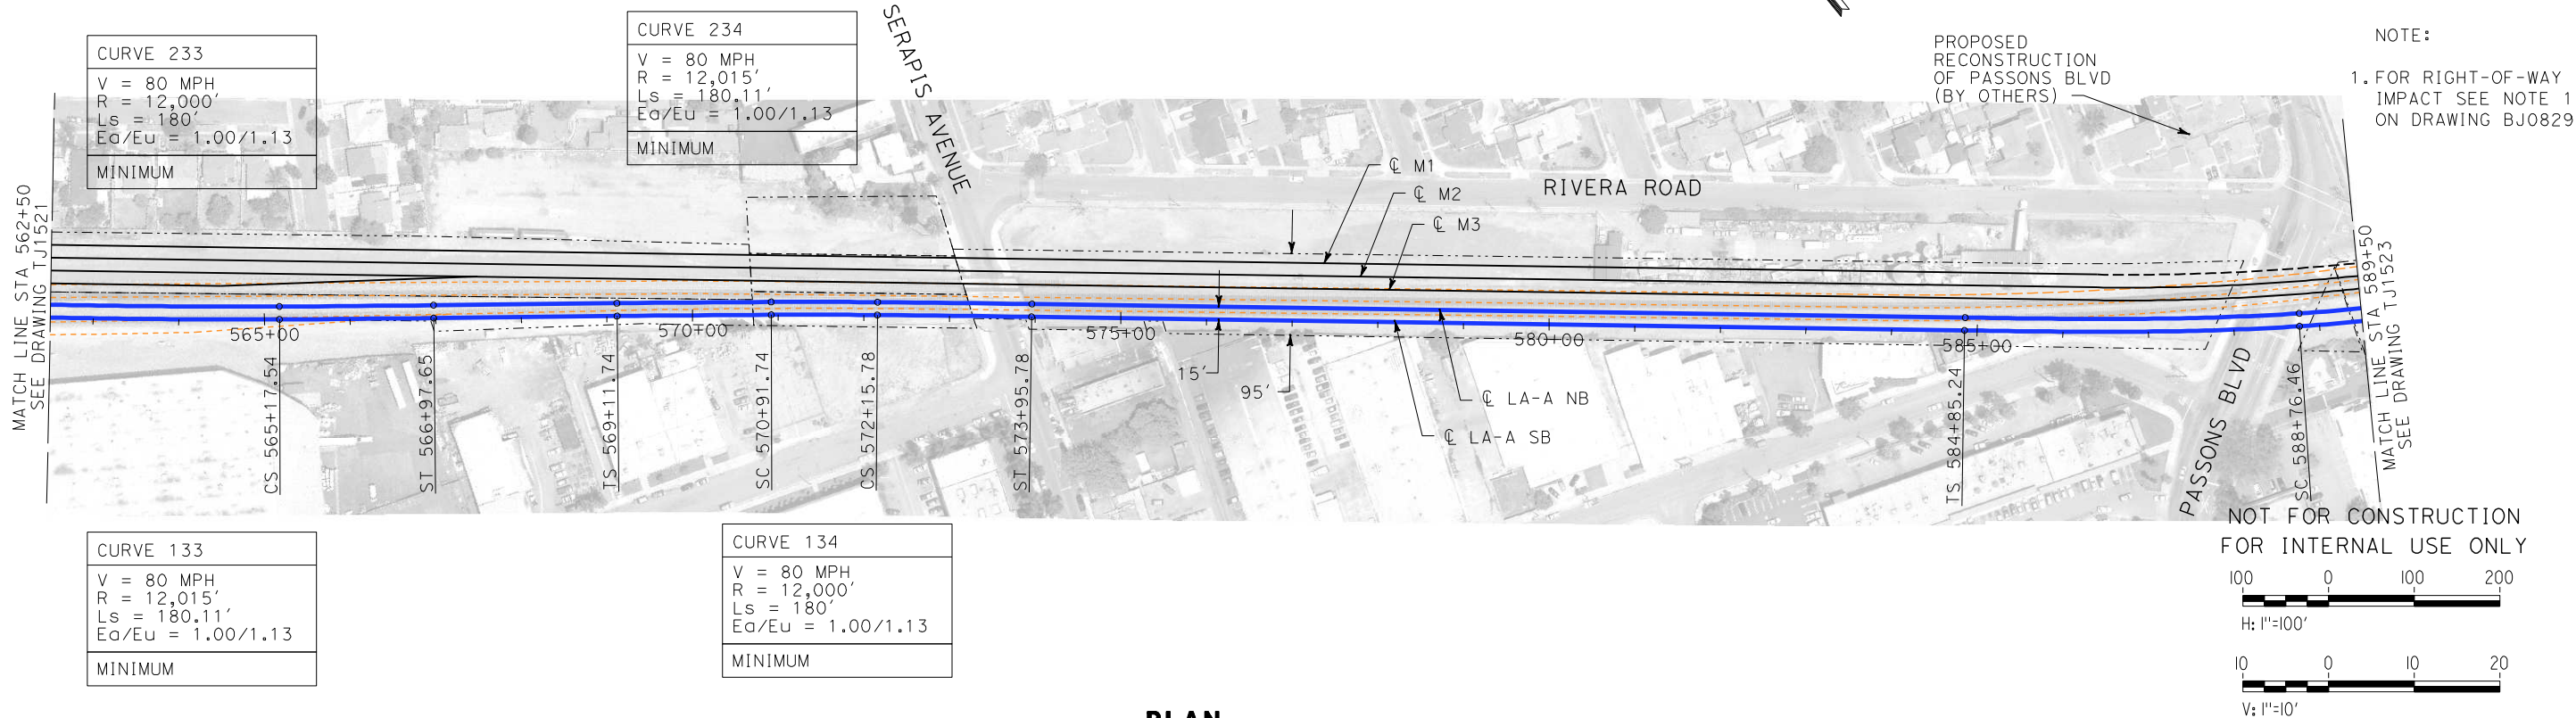 CURVE 233
V = 80 MPH
R = 12,000'
Ls = 180'
Ea/Eu = 1.00/1.13
MINIMUM
CURVE 234
V = 80 MPH
R = 12,015'
Ls = 180.11'
Ea/Eu = 1.00/1.13
MINIMUM
SERAPIS AVENUE
PROPOSED
RECONSTRUCTION
OF PASSONS BLVD
(BY OTHERS)
NOTE:
1. FOR RIGHT-OF-WAY
IMPACT SEE NOTE 1
ON DRAWING BJ0829
MATCH LINE STA 562+50
SEE DRAWING TJ1521
℄ M1
℄ M2
℄ M3
RIVERA ROAD
MATCH LINE STA 589+50
SEE DRAWING TJ1523
565+00
570+00
575+00
580+00
585+00
CS 565+17.54
ST 566+97.65
TS 569+11.74
SC 570+91.74
CS 572+15.78
ST 573+95.78
15'
95'
℄ LA-A NB
℄ LA-A SB
TS 584+85.24
PASSONS BLVD
SC 588+76.46
CURVE 133
V = 80 MPH
R = 12,015'
Ls = 180.11'
Ea/Eu = 1.00/1.13
MINIMUM
CURVE 134
V = 80 MPH
R = 12,000'
Ls = 180'
Ea/Eu = 1.00/1.13
MINIMUM
NOT FOR CONSTRUCTION
FOR INTERNAL USE ONLY
100 0 100 200
H: 1"=100'
10 0 10 20
V: 1"=10'
PLAN